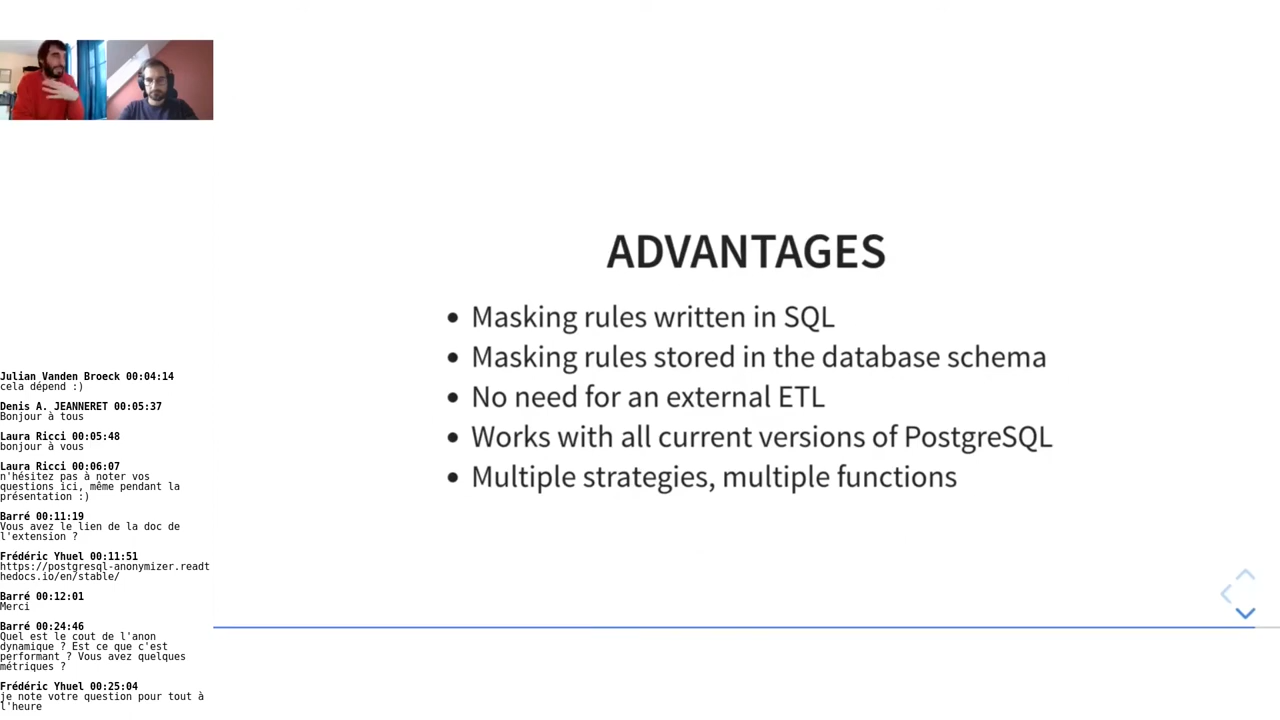 ADVANTAGES
Masking rules written in SQL
Masking rules stored in the database schema
No need for an external ETL
Works with all current versions of PostgreSQL
Multiple strategies, multiple functions
Julian Vanden Broeck 00:04:14
cela dépend :)
Denis A. JEANNERET 00:05:37
Bonjour à tous
Laura Ricci 00:05:48
bonjour à vous
Laura Ricci 00:06:07
n'hésitez pas à noter vos
questions ici, même pendant la
présentation :)
Barré 00:11:19
Vous avez le lien de la doc de
l'extension ?
Frédéric Yhuel 00:11:51
https://postgresql-anonymizer.readt
hedocs.io/en/stable/
Barré 00:12:01
Merci
Barré 00:24:46
Quel est le cout de l'anon
dynamique ? Est ce que c'est
performant ? Vous avez quelques
métriques ?
Frédéric Yhuel 00:25:04
je note votre question pour tout à
l'heure